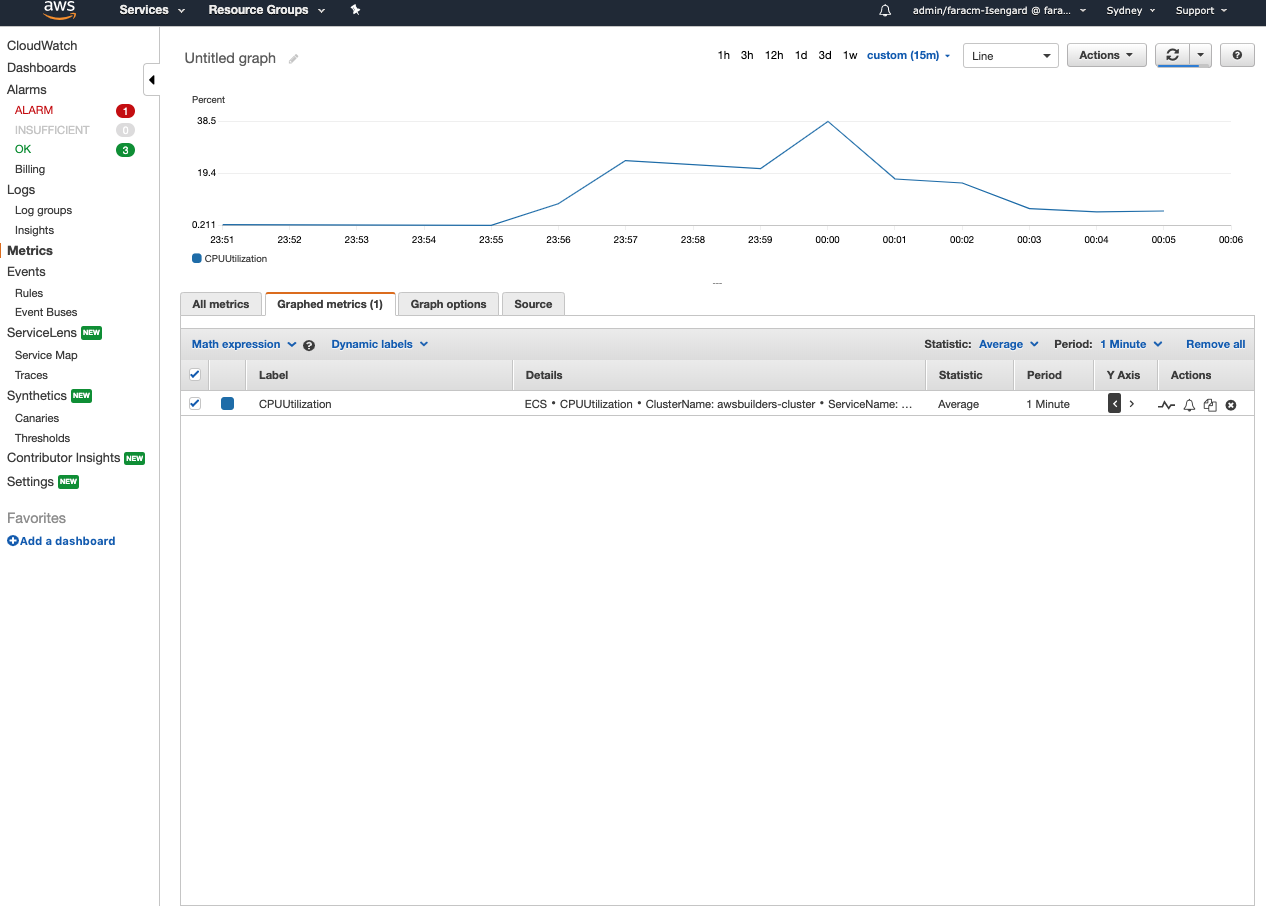 aws Services Resource Groups admin/faracm-Isengard @ fara... Sydney Support
CloudWatch
Dashboards
Alarms
ALARM 1
INSUFFICIENT 0
OK 3
Billing
Logs
Log groups
Insights
Metrics
Events
Rules
Event Buses
ServiceLens NEW
Service Map
Traces
Synthetics NEW
Canaries
Thresholds
Contributor Insights NEW
Settings NEW
Favorites
Add a dashboard
Untitled graph 1h 3h 12h 1d 3d 1w custom (15m) Line Actions ?
Percent
38.5
19.4
0.211
23:51 23:52 23:53 23:54 23:55 23:56 23:57 23:58 23:59 00:00 00:01 00:02 00:03 00:04 00:05 00:06
CPUUtilization
All metrics Graphed metrics (1) Graph options Source
Math expression ? Dynamic labels Statistic: Average Period: 1 Minute Remove all
Label Details Statistic Period Y Axis Actions
CPUUtilization ECS • CPUUtilization • ClusterName: awsbuilders-cluster • ServiceName: ... Average 1 Minute < >